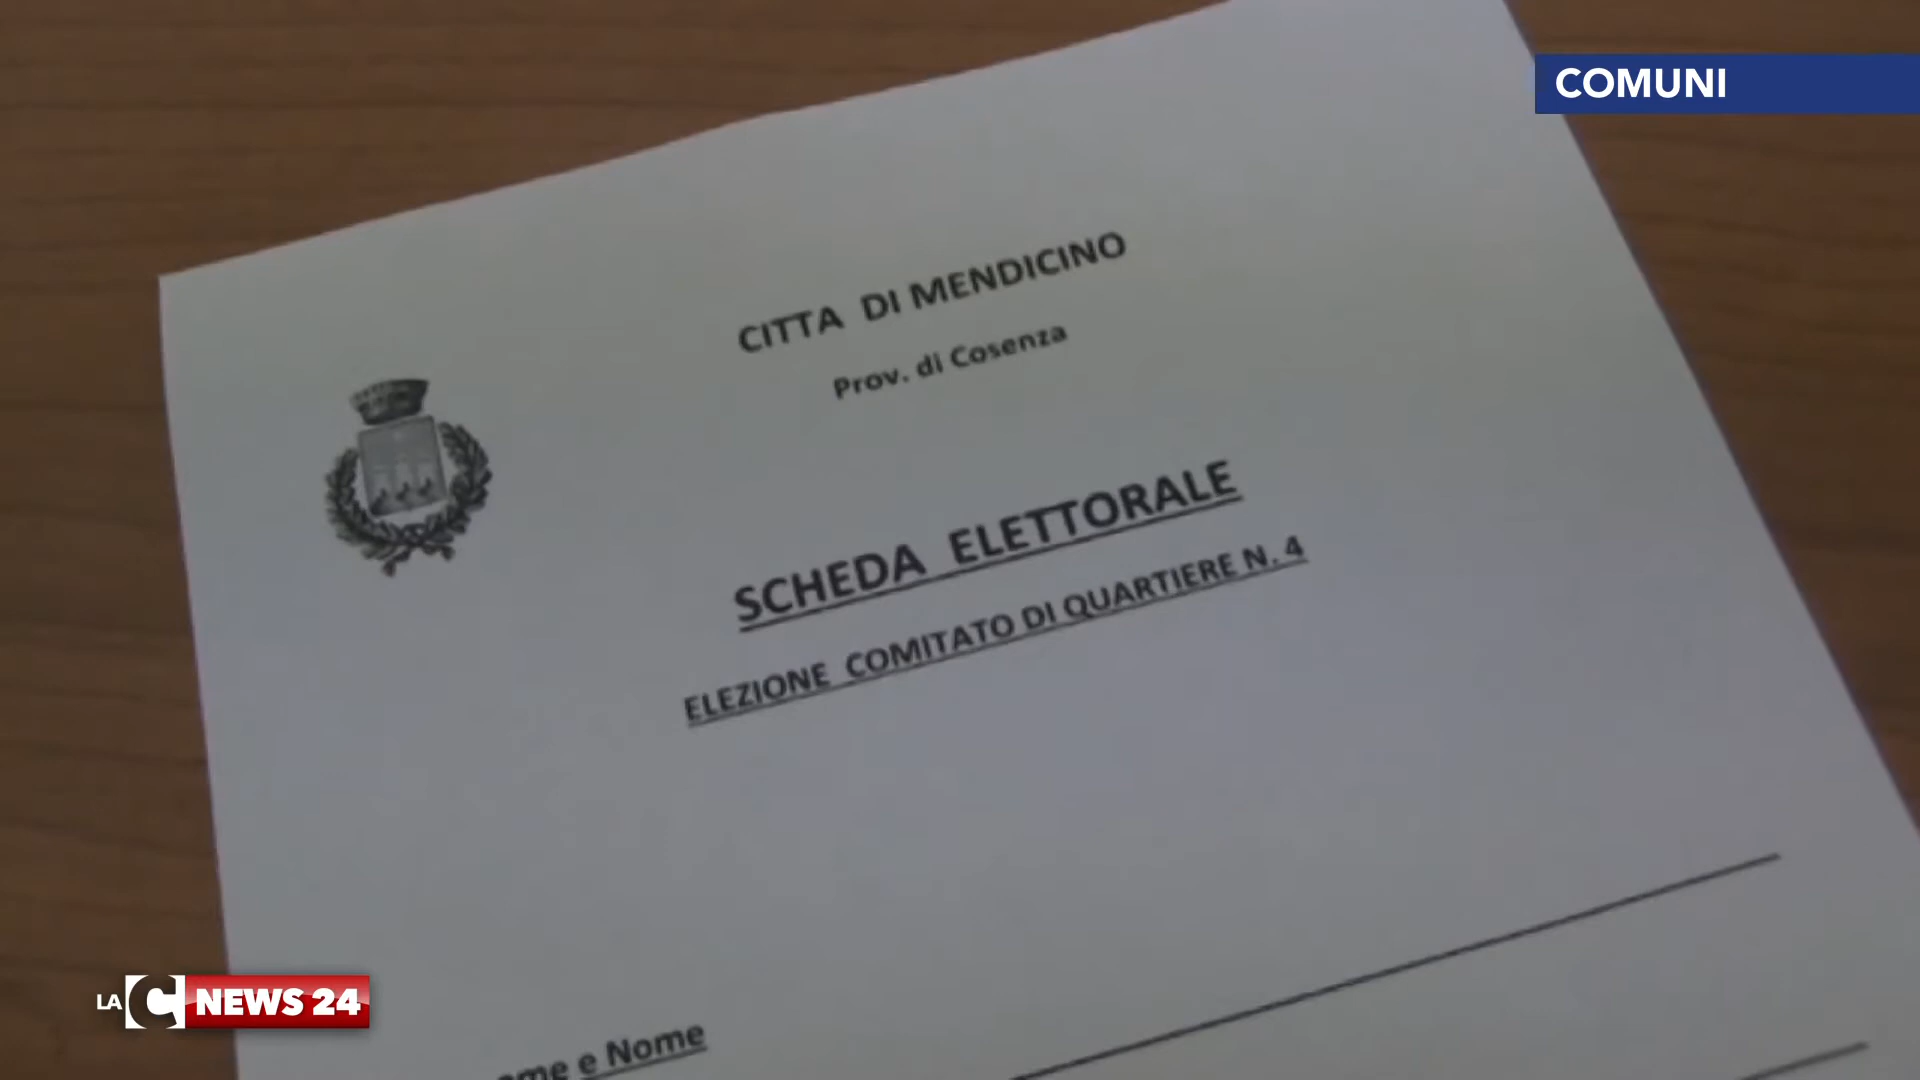 COMUNI
CITTA DI MENDICINO
Prov. di Cosenza
SCHEDA ELETTORALE
ELEZIONE COMITATO DI QUARTIERE N. 4
e Nome
LA C NEWS 24